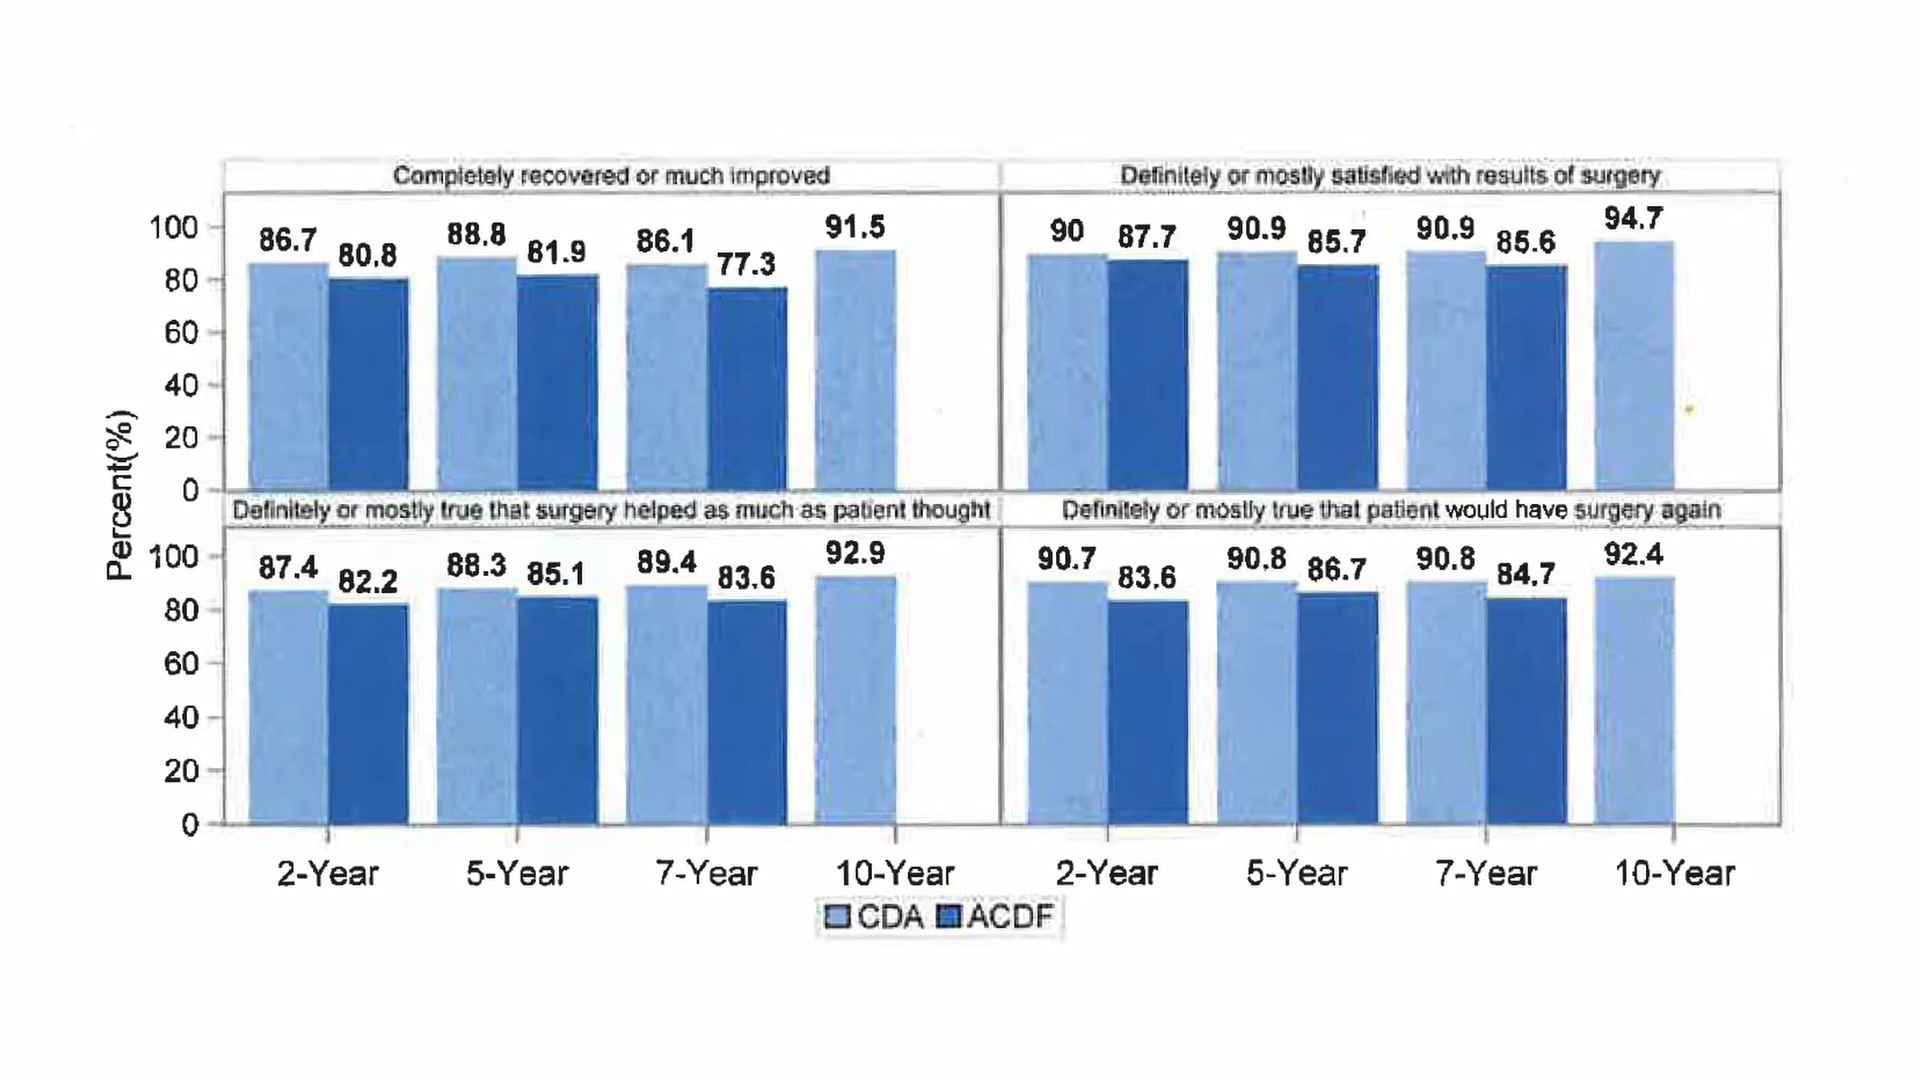 Completely recovered or much improved
Definitely or mostly satisfied with results of surgery
Percent(%)
100
80
60
40
20
0
86.7 80.8 88.8 81.9 86.1 77.3 91.5
90 87.7 90.9 85.7 90.9 85.6 94.7
Definitely or mostly true that surgery helped as much as patient thought
Definitely or mostly true that patient would have surgery again
100
80
60
40
20
0
87.4 82.2 88.3 85.1 89.4 83.6 92.9
90.7 83.6 90.8 86.7 90.8 84.7 92.4
2-Year 5-Year 7-Year 10-Year 2-Year 5-Year 7-Year 10-Year
CDA ACDF